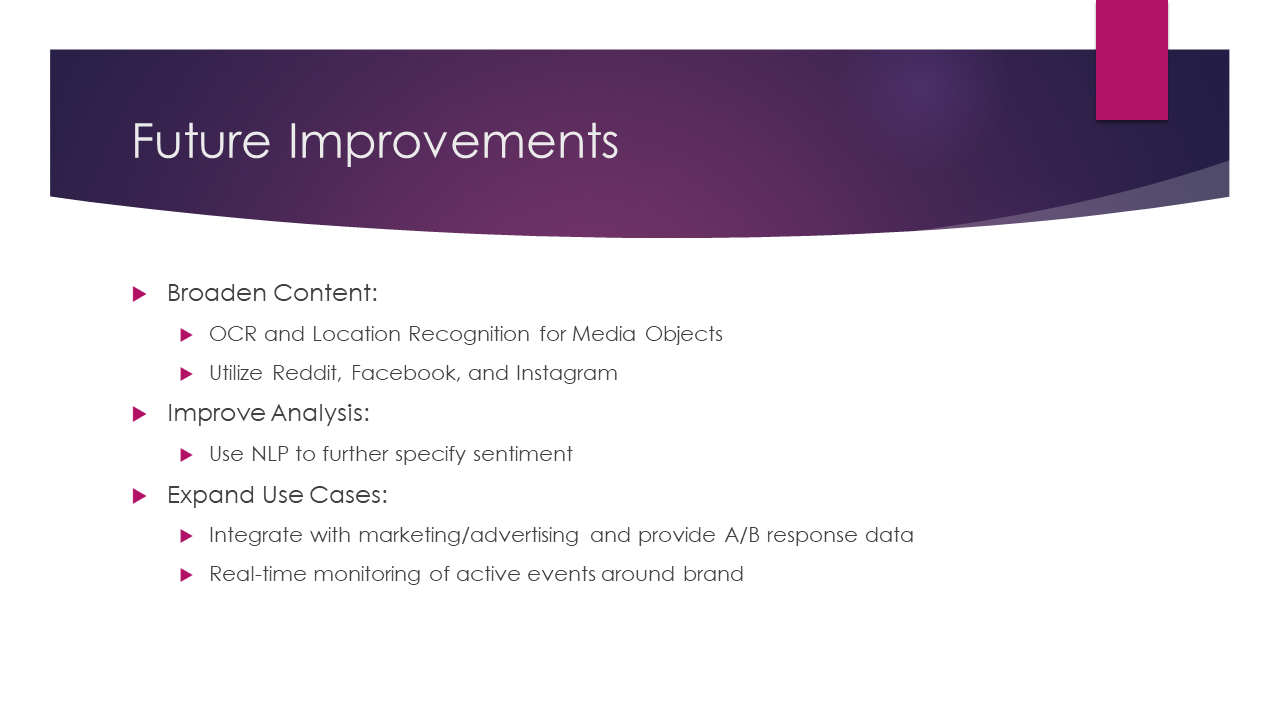 Future Improvements
Broaden Content:
OCR and Location Recognition for Media Objects
Utilize Reddit, Facebook, and Instagram
Improve Analysis:
Use NLP to further specify sentiment
Expand Use Cases:
Integrate with marketing/advertising and provide A/B response data
Real-time monitoring of active events around brand